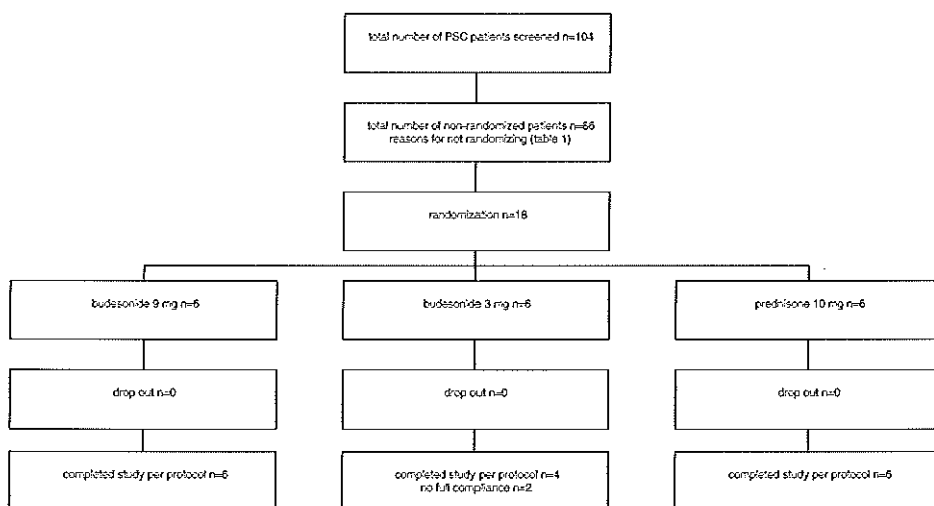 total number of PSC patients screened n=104
total number of non-randomized patients n=86
reasons for not randomizing (table 1)
randomization n=18
budesonide 9 mg n=6
budesonide 3 mg n=6
prednisone 10 mg n=6
drop out n=0
drop out n=0
drop out n=0
completed study per protocol n=6
completed study per protocol n=4
no full compliance n=2
completed study per protocol n=6